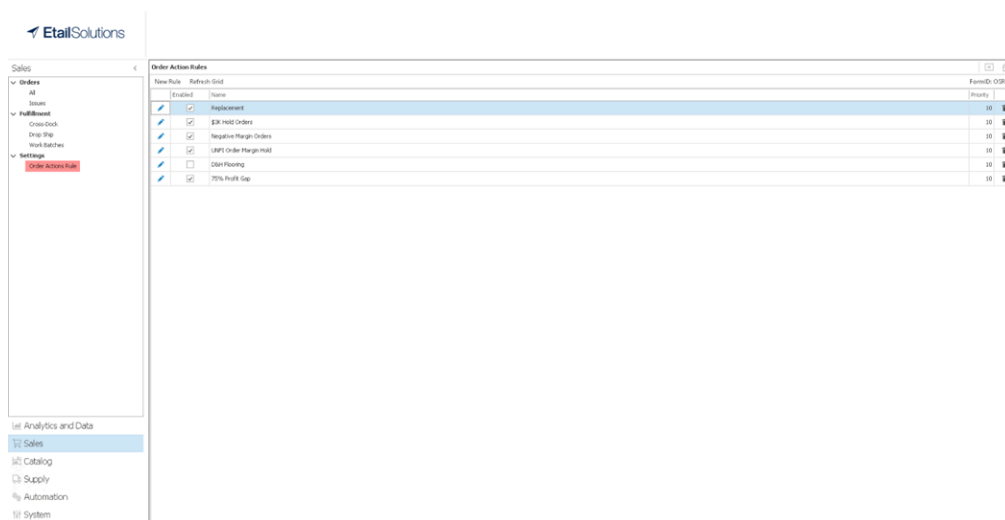 EtailSolutions
Sales <
Orders
All
Issues
Fulfillment
Cross-Dock
Drop Ship
Work Batches
Settings
Order Actions Rule
Analytics and Data
Sales
Catalog
Supply
Automation
System
Order Action Rules
New Rule Refresh Grid FormID: OSR
Enabled Name Priority
Replacement 10
$3K Hold Orders 10
Negative Margin Orders 10
UNFI Order Margin Hold 10
D&H Flooring 10
75% Profit Gap 10